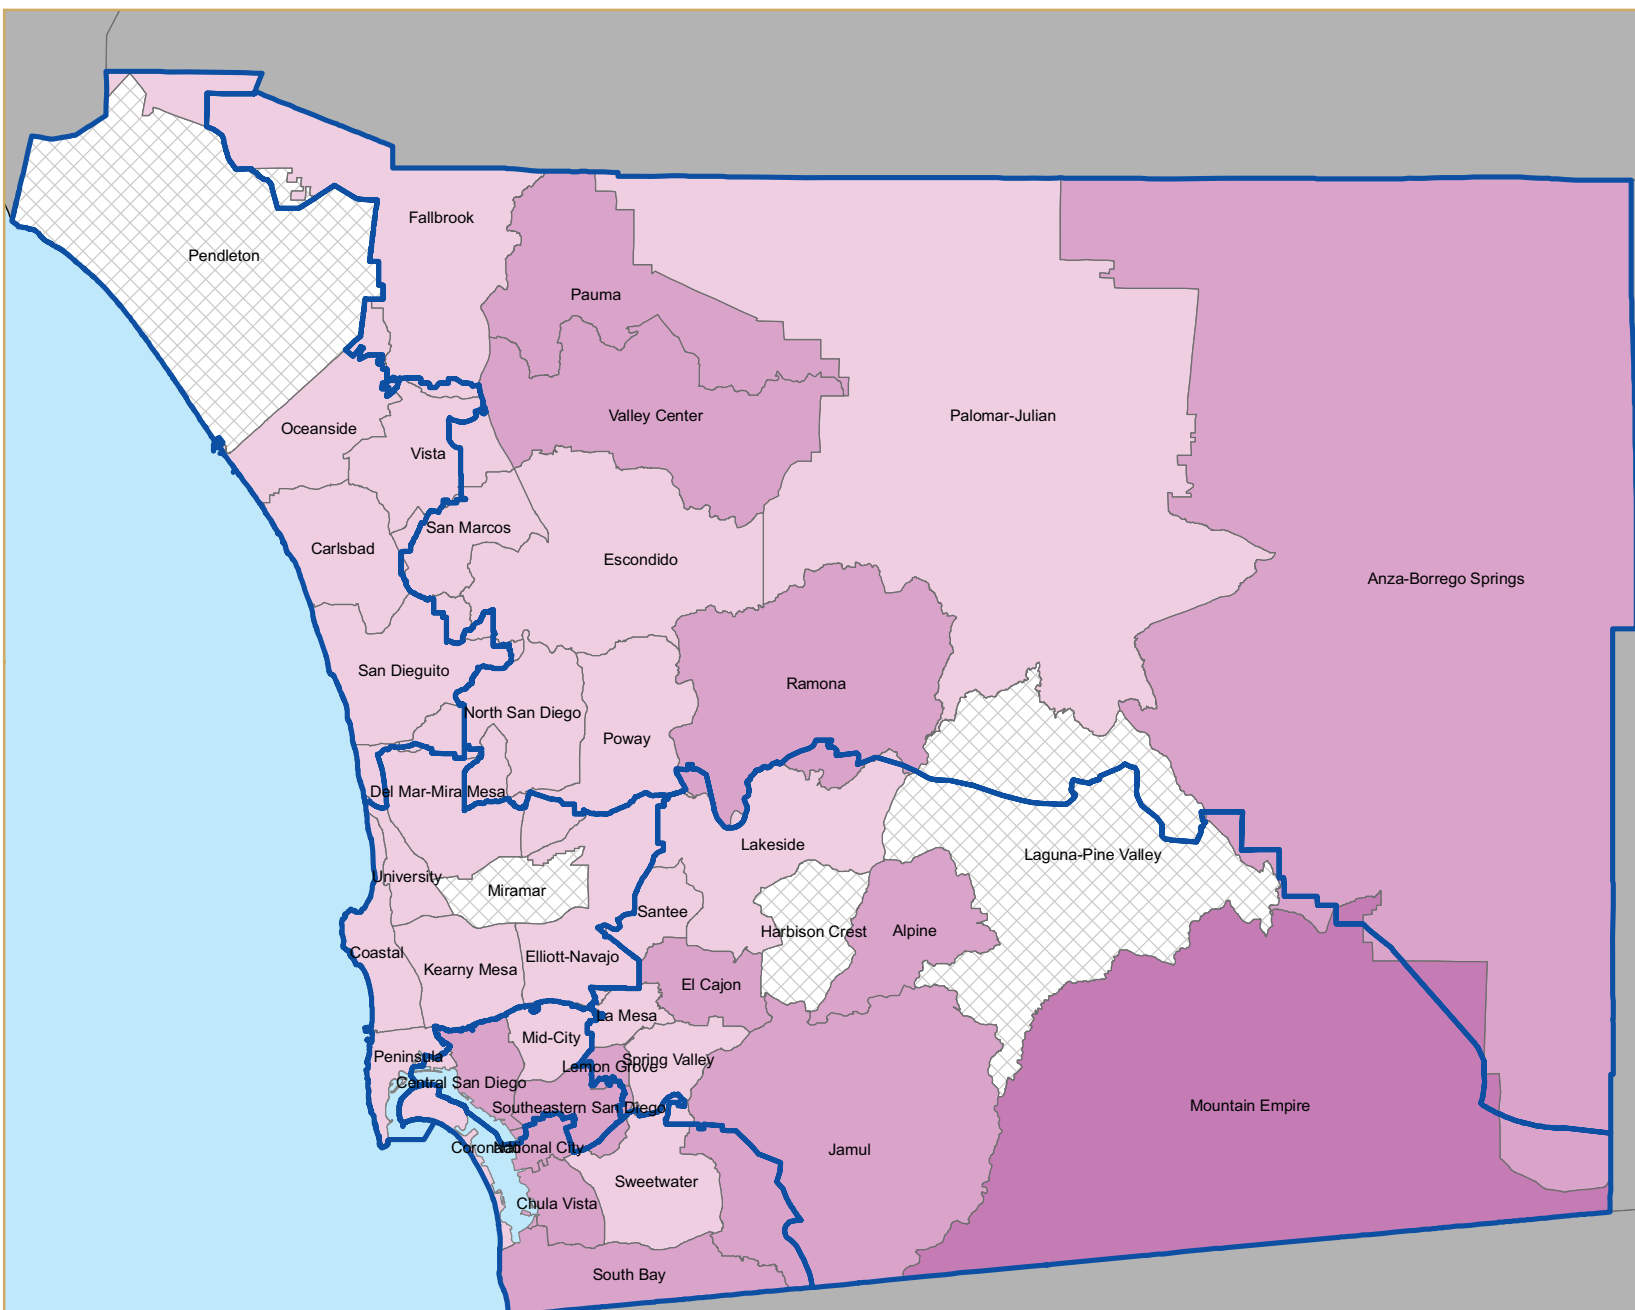 Fallbrook
Pendleton
Pauma
Valley Center
Palomar-Julian
Oceanside
Vista
San Marcos
Carlsbad
Escondido
Anza-Borrego Springs
San Dieguito
Ramona
North San Diego
Poway
Del Mar-Mira Mesa
Lakeside
Laguna-Pine Valley
University
Miramar
Santee
Harbison Crest
Alpine
Coastal
Elliott-Navajo
Kearny Mesa
El Cajon
La Mesa
Mid-City
Peninsula
Spring Valley
Lemon Grove
Central San Diego
Southeastern San Diego
Mountain Empire
Coronado
National City
Jamul
Sweetwater
Chula Vista
South Bay